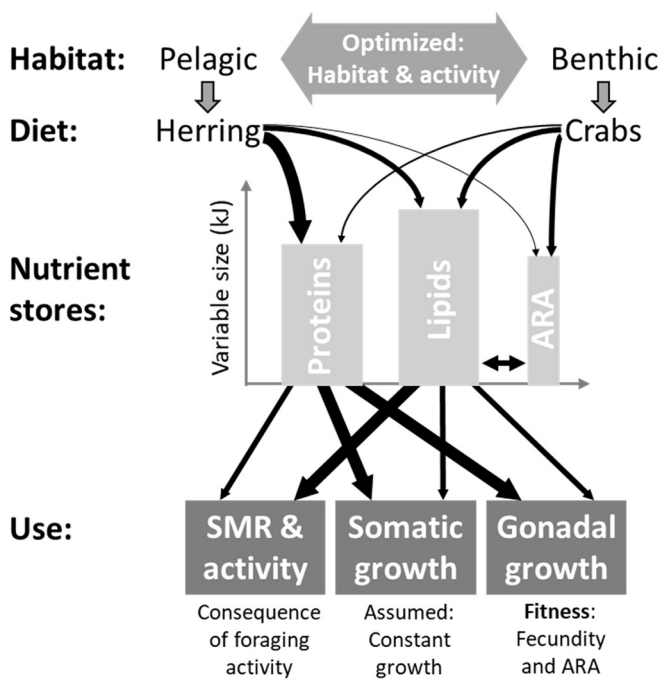 Habitat: Pelagic Optimized: Benthic
Habitat & activity
Diet: Herring Crabs
Variable size (kJ)
Nutrient
stores:
Proteins
Lipids
ARA
Use:
SMR &
activity
Somatic
growth
Gonadal
growth
Consequence
of foraging
activity
Assumed:
Constant
growth
Fitness:
Fecundity
and ARA